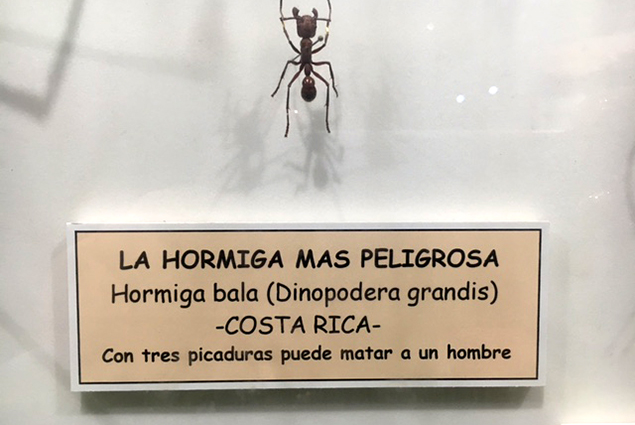 LA HORMIGA MAS PELIGROSA
Hormiga bala (Dinopodera grandis)
-COSTA RICA-
Con tres picaduras puede matar a un hombre